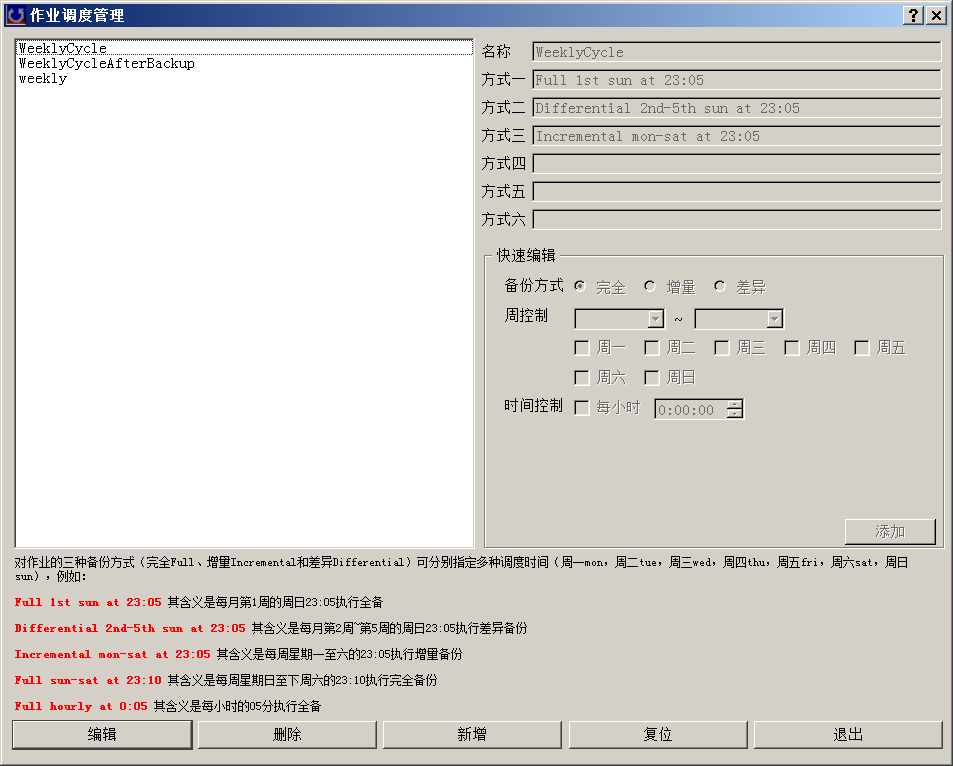 作业调度管理
WeeklyCycle
WeeklyCycleAfterBackup
weekly
名称 WeeklyCycle
方式一 Full 1st sun at 23:05
方式二 Differential 2nd-5th sun at 23:05
方式三 Incremental mon-sat at 23:05
方式四
方式五
方式六
快速编辑
备份方式 完全 增量 差异
周控制 ~
周一 周二 周三 周四 周五
周六 周日
时间控制 每小时 0:00:00
添加
对作业的三种备份方式（完全Full、增量Incremental和差异Differential）可分别指定多种调度时间（周一mon，周二tue，周三wed，周四thu，周五fri，周六sat，周日
sun），例如：
Full 1st sun at 23:05 其含义是每月第1周的周日23:05执行全备
Differential 2nd-5th sun at 23:05 其含义是每月第2周~第5周的周日23:05执行差异备份
Incremental mon-sat at 23:05 其含义是每周星期一至六的23:05执行增量备份
Full sun-sat at 23:10 其含义是每周星期日至下周六的23:10执行完全备份
Full hourly at 0:05 其含义是每小时的05分执行全备
编辑 删除 新增 复位 退出